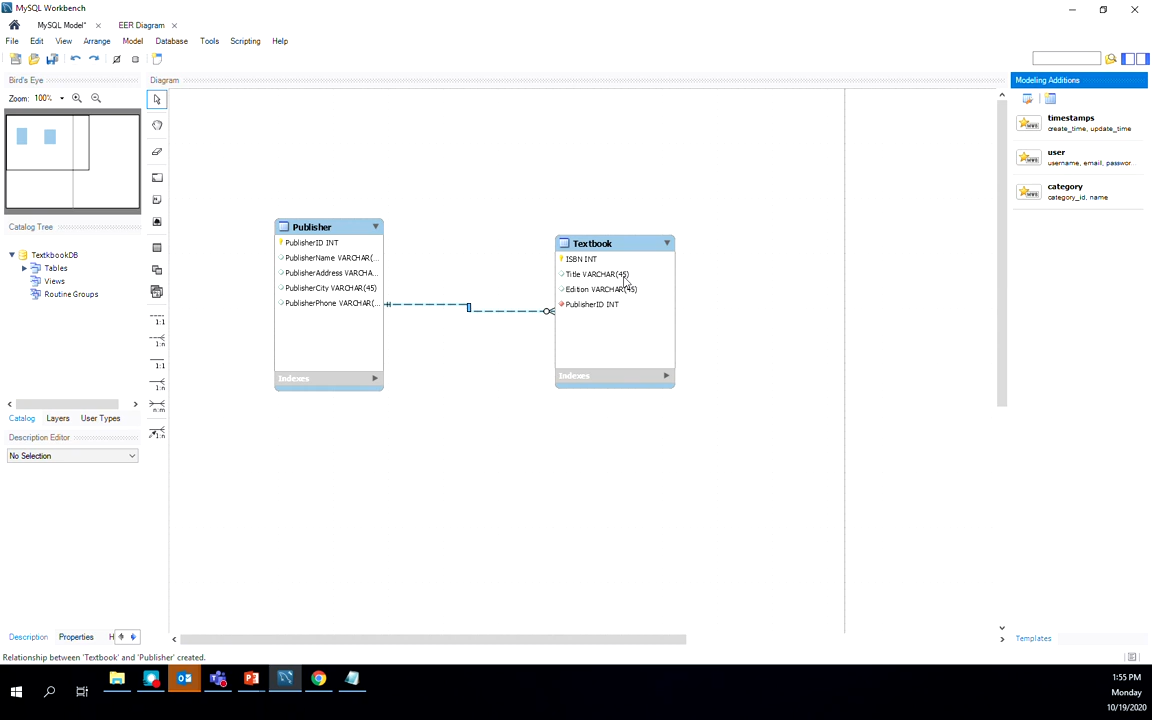 MySQL Workbench
MySQL Model* × EER Diagram ×
File Edit View Arrange Model Database Tools Scripting Help
Bird's Eye
Diagram
Modeling Additions
Zoom: 100%
timestamps
create_time, update_time
user
username, email, passwor...
category
category_id, name
Catalog Tree
TextkbookDB
Tables
Views
Routine Groups
Publisher
PublisherID INT
PublisherName VARCHAR(...
PublisherAddress VARCHA...
PublisherCity VARCHAR(45)
PublisherPhone VARCHAR(...
Indexes
Textbook
ISBN INT
Title VARCHAR(45)
Edition VARCHAR(45)
PublisherID INT
Indexes
1:1
1:n
1:1
1:n
n:m
1:n
Catalog Layers User Types
Description Editor
No Selection
Description Properties H
Templates
Relationship between 'Textbook' and 'Publisher' created.
1:55 PM
Monday
10/19/2020